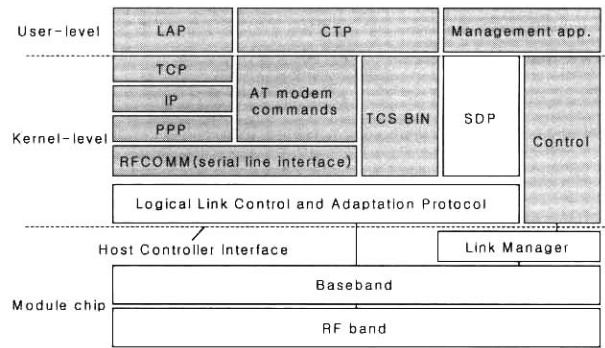 User-level
LAP
CTP
Management app.
TCP
IP
PPP
AT modem
commands
TCS BIN
SDP
Control
Kernel-level
RFCOMM(serial line interface)
Logical Link Control and Adaptation Protocol
Host Controller Interface
Link Manager
Baseband
Module chip
RF band